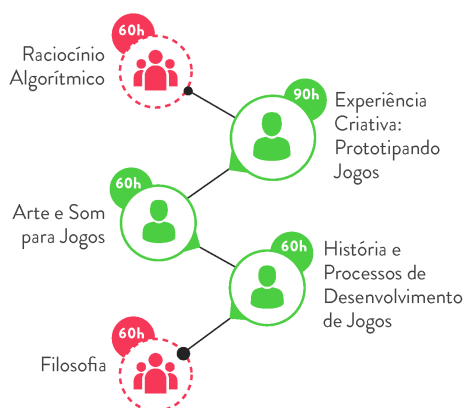 60h
Raciocínio
Algorítmico
90h
Experiência
Criativa:
Prototipando
Jogos
60h
Arte e Som
para Jogos
60h
História e
Processos de
Desenvolvimento
de Jogos
60h
Filosofia